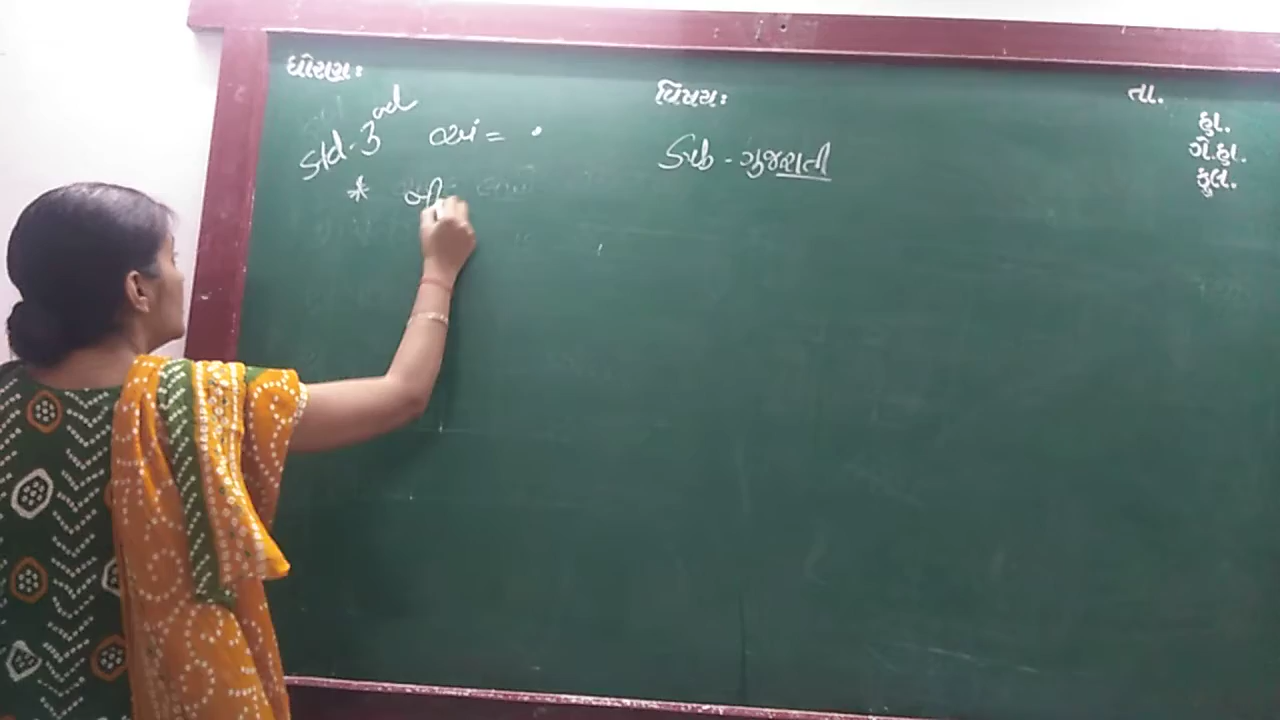 ધોરણ:
વિષય:
તા.
હા.
ગે.હા.
કુલ.
Std-3rd અં = ં
Sub - ગુજરાતી
*